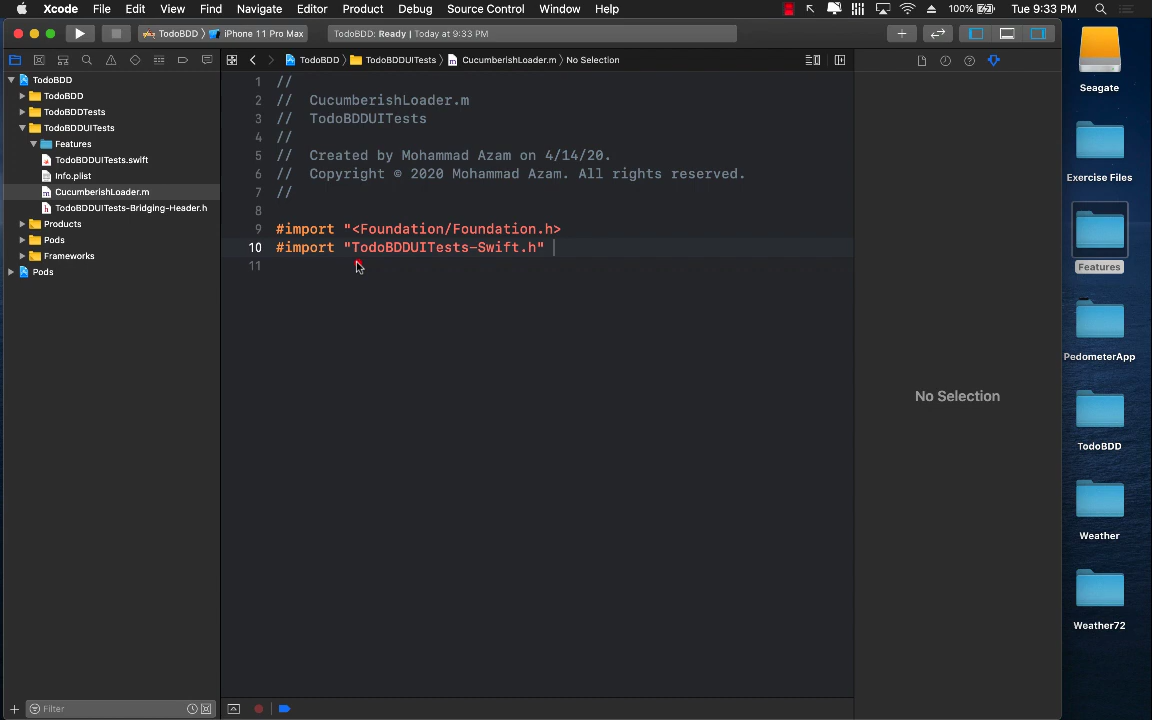 Xcode File Edit View Find Navigate Editor Product Debug Source Control Window Help 100% Tue 9:33 PM
TodoBDD 〉 iPhone 11 Pro Max TodoBDD: Ready | Today at 9:33 PM
TodoBDD 〉 TodoBDDUITests 〉 CucumberishLoader.m 〉 No Selection
TodoBDD
TodoBDD
TodoBDDTests
TodoBDDUITests
Features
TodoBDDUITests.swift
Info.plist
CucumberishLoader.m
TodoBDDUITests-Bridging-Header.h
Products
Pods
Frameworks
Pods
Filter
1 //
2 // CucumberishLoader.m
3 // TodoBDDUITests
4 //
5 // Created by Mohammad Azam on 4/14/20.
6 // Copyright © 2020 Mohammad Azam. All rights reserved.
7 //
8
9 #import "<Foundation/Foundation.h>
10 #import "TodoBDDUITests-Swift.h"
11
No Selection
Seagate
Exercise Files
Features
PedometerApp
TodoBDD
Weather
Weather72